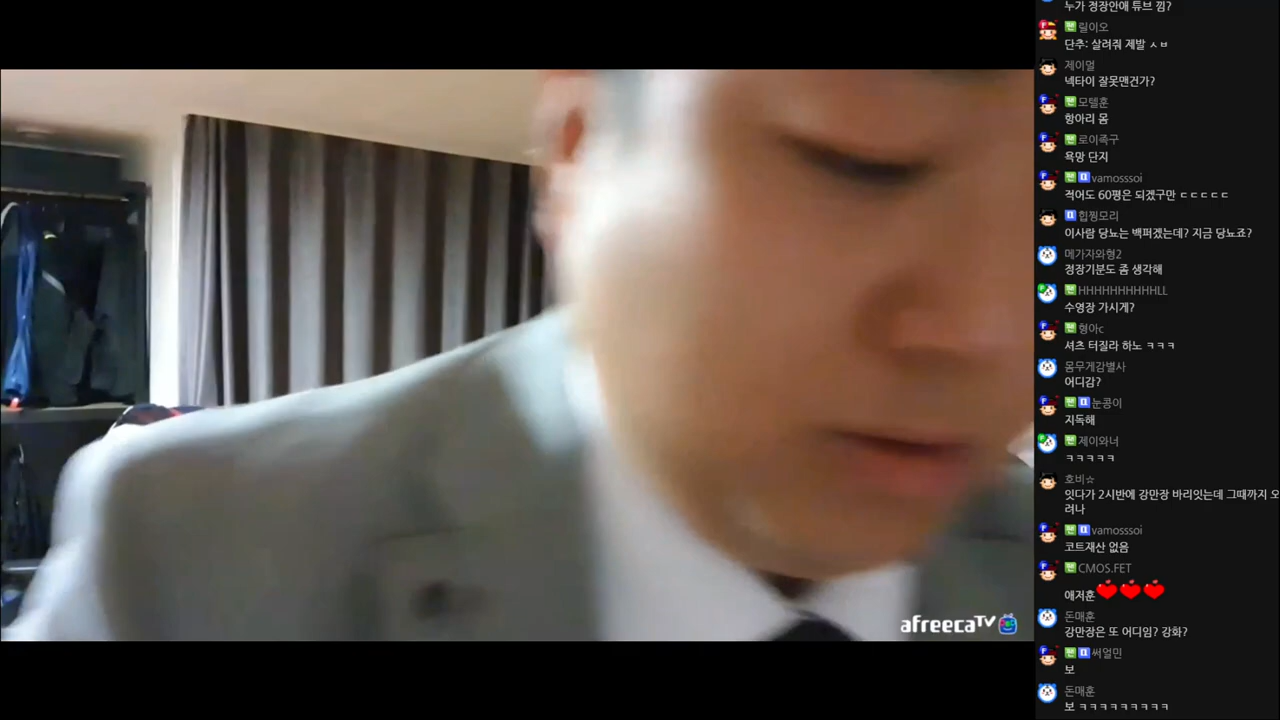 누가 정장안에 튜브 낌?
릴이오
단추: 살려줘 제발 ㅅㅂ
제이멀
넥타이 잘못맨건가?
모텔훈
항아리 몸
로이족구
욕망 단지
vamosssoi
적어도 60평은 되겠구만 ㄷㄷㄷㄷㄷ
힙찡모리
이사람 당뇨는 백퍼겠는데? 지금 당뇨죠?
메가자와형2
정장기분도 좀 생각해
HHHHHHHHHHLL
수영장 가시게?
형아c
셔츠 터질라 하노 ㅋㅋㅋ
몸무게감별사
어디감?
눈콩이
지독해
제이와너
ㅋㅋㅋㅋㅋ
호비☆
잇다가 2시반에 강만장 바리잇는데 그때까지 오
려나
vamosssoi
코트재산 없음
CMOS.FET
애저훈
돈매훈
강만장은 또 어디임? 강화?
써얼민
보
돈매훈
보 ㅋㅋㅋㅋㅋㅋㅋㅋㅋ
afreecaTV